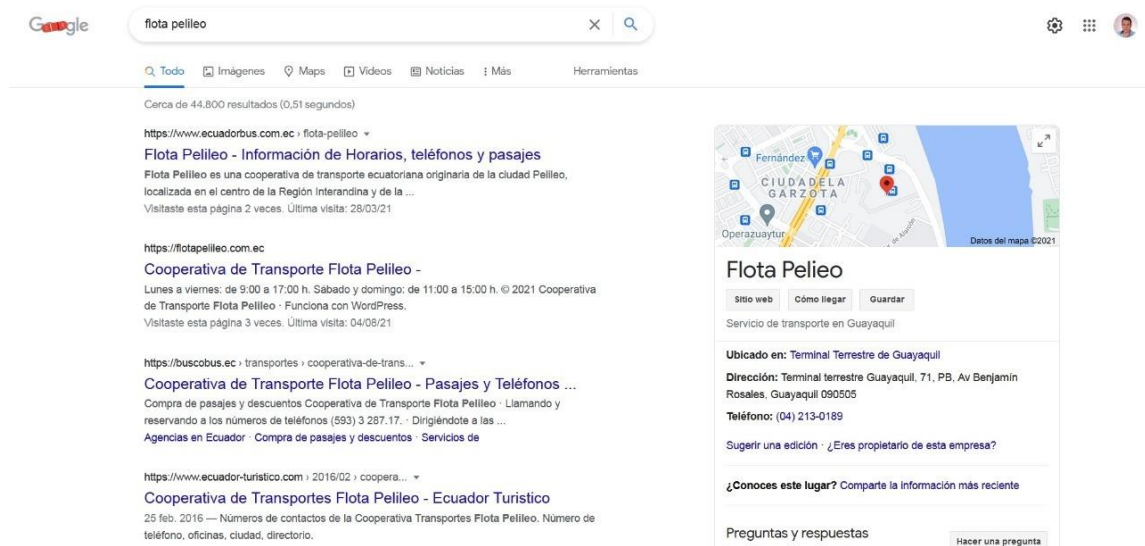 Google
flota pelileo
Todo Imágenes Maps Videos Noticias Más Herramientas
Cerca de 44.800 resultados (0,51 segundos)
https://www.ecuadorbus.com.ec › flota-pelileo
Flota Pelileo - Información de Horarios, teléfonos y pasajes
Flota Pelileo es una cooperativa de transporte ecuatoriana originaria de la ciudad Pelileo,
localizada en el centro de la Región Interandina y de la ...
Visitaste esta página 2 veces. Última visita: 28/03/21
https://flotapelileo.com.ec
Cooperativa de Transporte Flota Pelileo -
Lunes a viernes: de 9:00 a 17:00 h. Sábado y domingo: de 11:00 a 15:00 h. © 2021 Cooperativa
de Transporte Flota Pelileo · Funciona con WordPress.
Visitaste esta página 3 veces. Última visita: 04/08/21
https://buscobus.ec › transportes › cooperativa-de-trans...
Cooperativa de Transporte Flota Pelileo - Pasajes y Teléfonos ...
Compra de pasajes y descuentos Cooperativa de Transporte Flota Pelileo · Llamando y
reservando a los números de teléfonos (593) 3 287.17. · Dirigiéndote a las ...
Agencias en Ecuador · Compra de pasajes y descuentos · Servicios de
https://www.ecuador-turistico.com › 2016/02 › coopera...
Cooperativa de Transportes Flota Pelileo - Ecuador Turistico
25 feb. 2016 — Números de contactos de la Cooperativa Transportes Flota Pelileo. Número de
teléfono, oficinas, ciudad, directorio.
Fernández
CIUDADELA
GARZOTA
Operazuaytur
Datos del mapa ©2021
Flota Pelieo
Sitio web Cómo llegar Guardar
Servicio de transporte en Guayaquil
Ubicado en: Terminal Terrestre de Guayaquil
Dirección: Terminal terrestre Guayaquil, 71, PB, Av Benjamín
Rosales, Guayaquil 090505
Teléfono: (04) 213-0189
Sugerir una edición · ¿Eres propietario de esta empresa?
¿Conoces este lugar? Comparte la información más reciente
Preguntas y respuestas
Hacer una pregunta